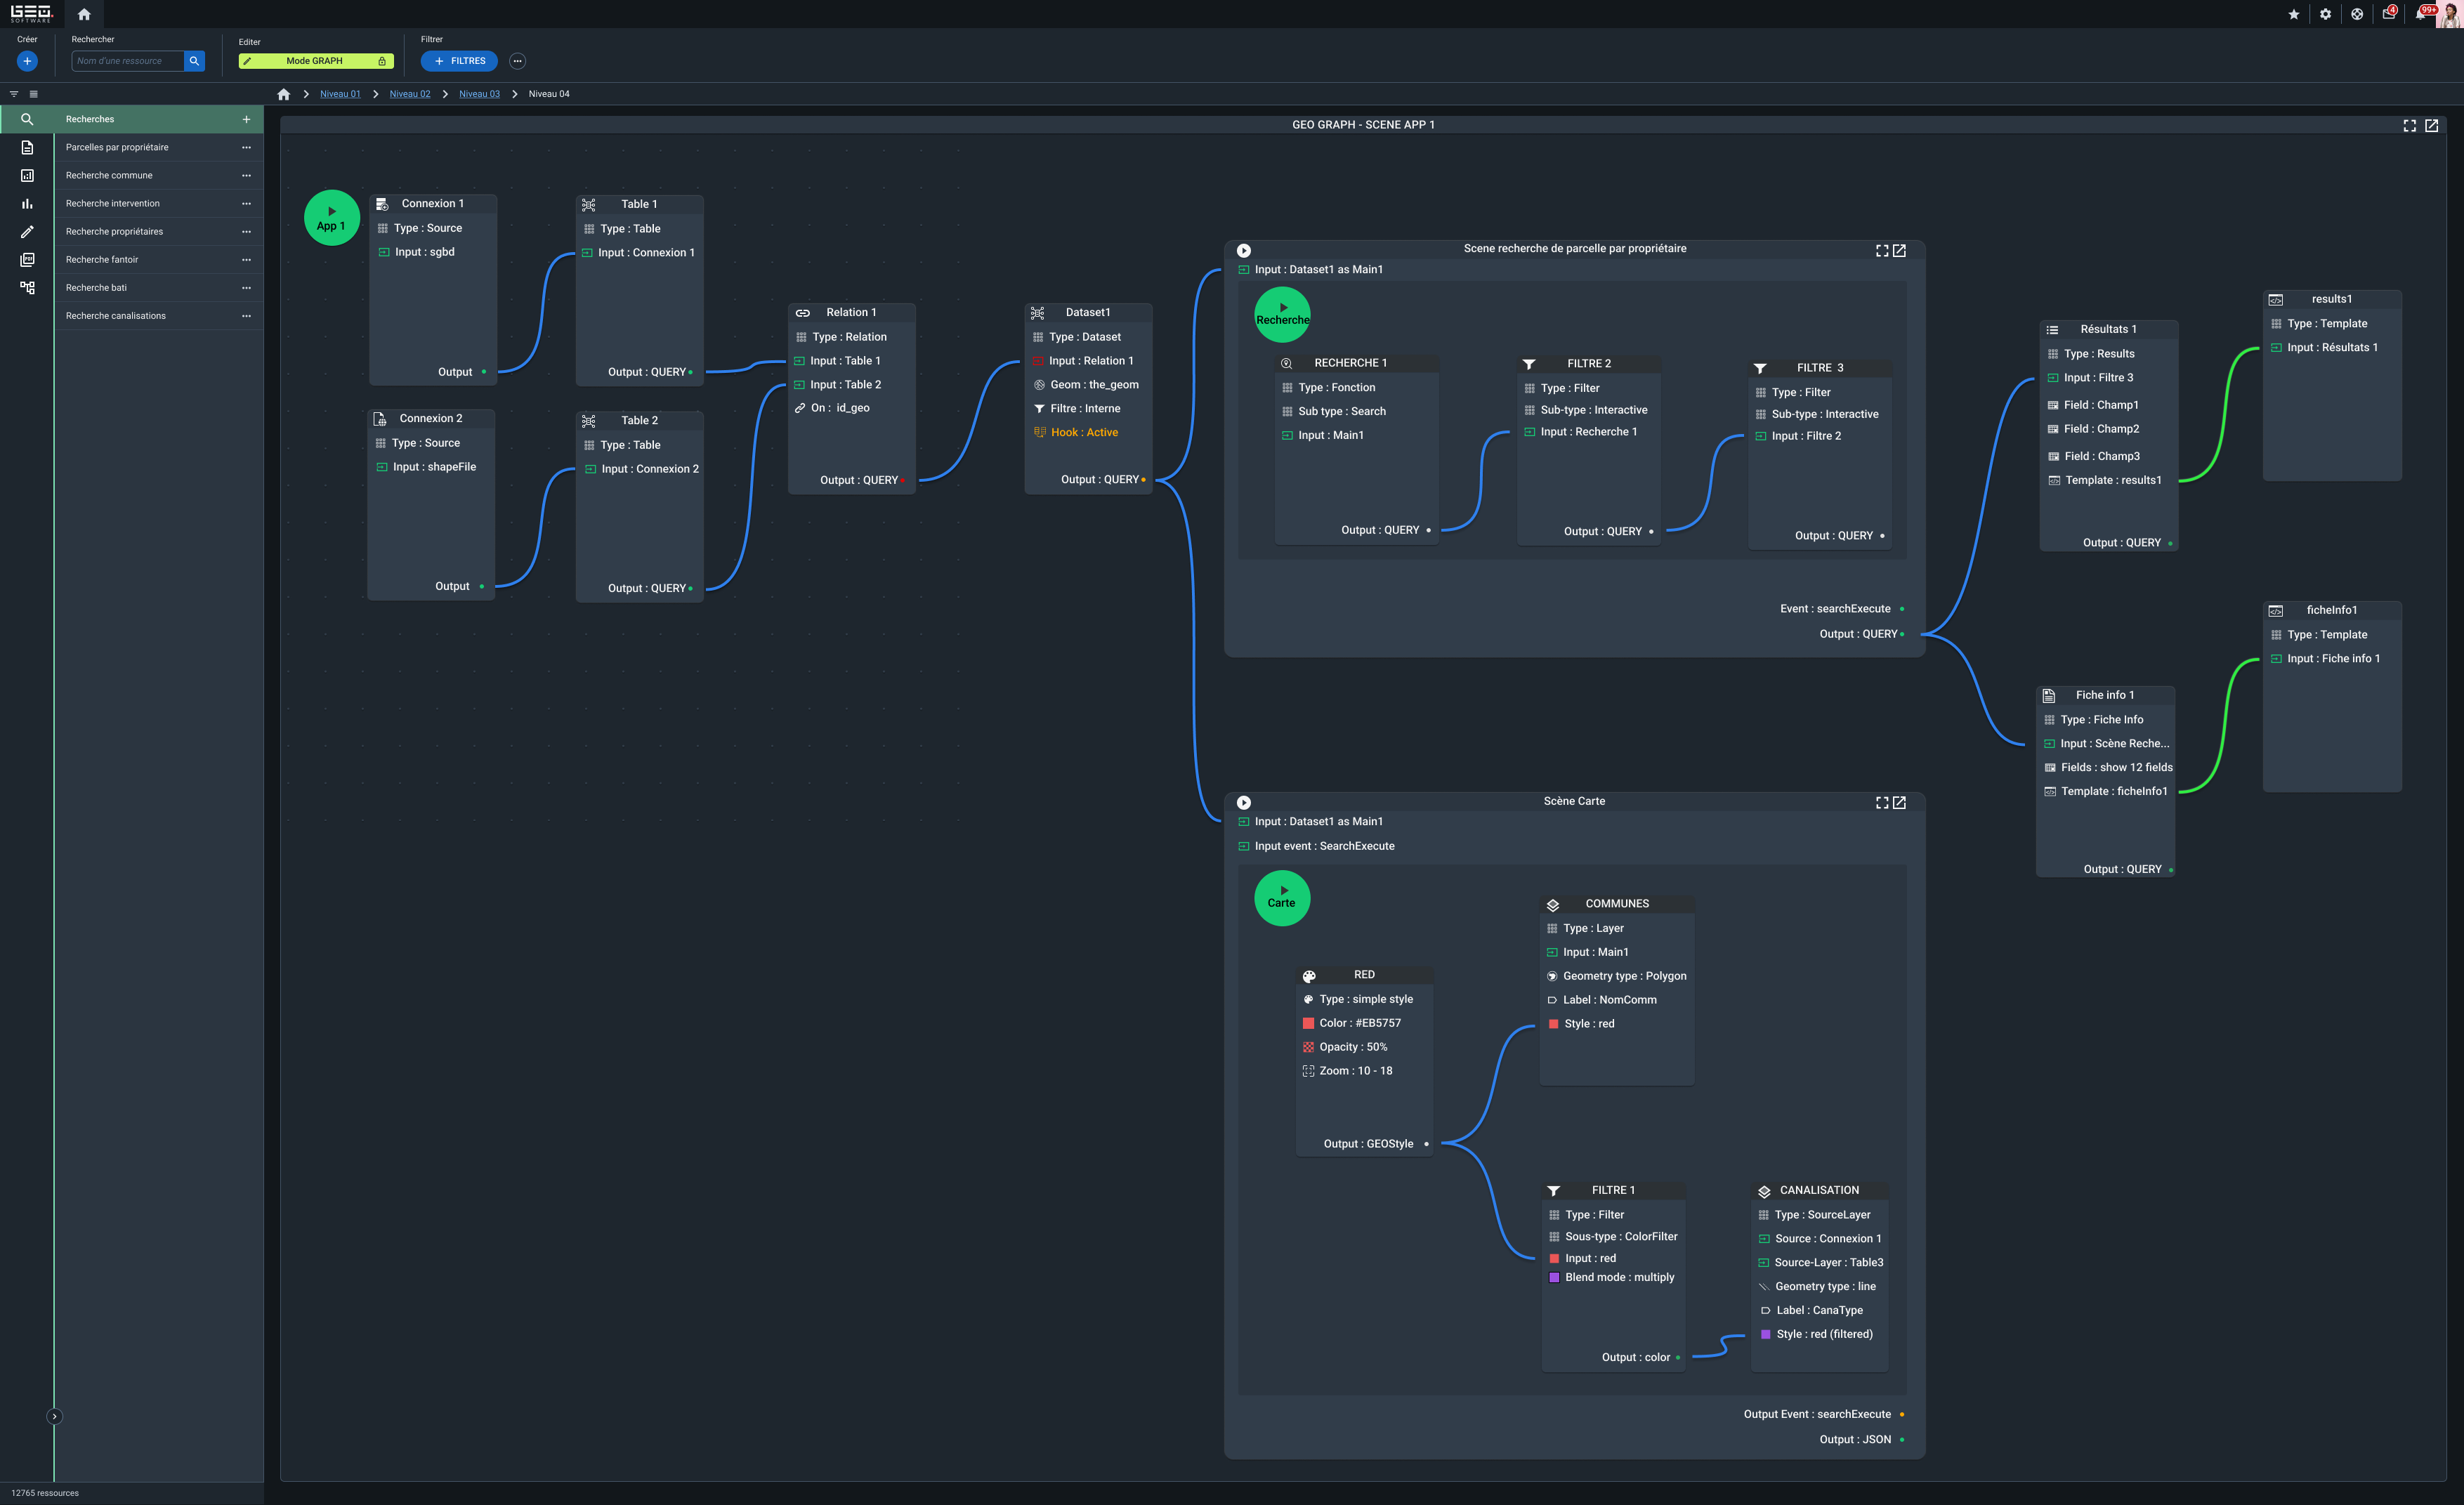 GEO.
SOFTWARE
4
99+
Créer
Rechercher
Nom d'une ressource
Editer
Mode GRAPH
Filtrer
+ FILTRES
Niveau 01
Niveau 02
Niveau 03
Niveau 04
Recherches
Parcelles par propriétaire
Recherche commune
Recherche intervention
Recherche propriétaires
Recherche fantoir
Recherche bati
Recherche canalisations
12765 ressources
GEO GRAPH - SCENE APP 1
App 1
Connexion 1
Type : Source
Input : sgbd
Output
Connexion 2
Type : Source
Input : shapeFile
Output
Table 1
Type : Table
Input : Connexion 1
Output : QUERY
Table 2
Type : Table
Input : Connexion 2
Output : QUERY
Relation 1
Type : Relation
Input : Table 1
Input : Table 2
On : id_geo
Output : QUERY
Dataset1
Type : Dataset
Input : Relation 1
Geom : the_geom
Filtre : Interne
Hook : Active
Output : QUERY
Scene recherche de parcelle par propriétaire
Input : Dataset1 as Main1
Recherche
RECHERCHE 1
Type : Fonction
Sub type : Search
Input : Main1
Output : QUERY
FILTRE 2
Type : Filter
Sub-type : Interactive
Input : Recherche 1
Output : QUERY
FILTRE 3
Type : Filter
Sub-type : Interactive
Input : Filtre 2
Output : QUERY
Event : searchExecute
Output : QUERY
Résultats 1
Type : Results
Input : Filtre 3
Field : Champ1
Field : Champ2
Field : Champ3
Template : results1
Output : QUERY
results1
Type : Template
Input : Résultats 1
Fiche info 1
Type : Fiche Info
Input : Scène Reche...
Fields : show 12 fields
Template : ficheInfo1
Output : QUERY
ficheInfo1
Type : Template
Input : Fiche info 1
Scène Carte
Input : Dataset1 as Main1
Input event : SearchExecute
Carte
RED
Type : simple style
Color : #EB5757
Opacity : 50%
Zoom : 10 - 18
Output : GEOStyle
COMMUNES
Type : Layer
Input : Main1
Geometry type : Polygon
Label : NomComm
Style : red
FILTRE 1
Type : Filter
Sous-type : ColorFilter
Input : red
Blend mode : multiply
Output : color
CANALISATION
Type : SourceLayer
Source : Connexion 1
Source-Layer : Table3
Geometry type : line
Label : CanaType
Style : red (filtered)
Output Event : searchExecute
Output : JSON